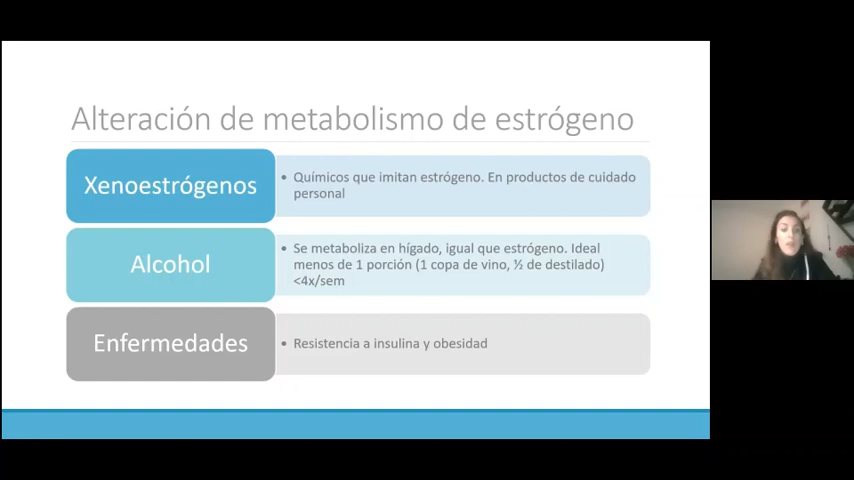 Alteración de metabolismo de estrógeno
Xenoestrógenos
• Químicos que imitan estrógeno. En productos de cuidado
personal
Alcohol
• Se metaboliza en hígado, igual que estrógeno. Ideal
menos de 1 porción (1 copa de vino, ½ de destilado)
<4x/sem
Enfermedades
• Resistencia a insulina y obesidad